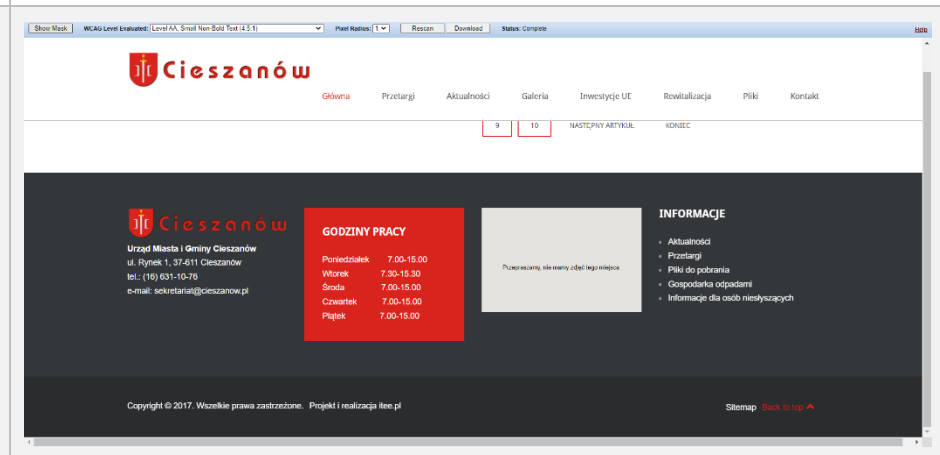 Show Mask WCAG Level Evaluated: Level AA, Small Non-Bold Text (4.5:1) Pixel Radius: 1 Rescan Download Status: Complete Help
Cieszanów
Główna Przetargi Aktualności Galeria Inwestycje UE Rewitalizacja Pliki Kontakt
9 10 NASTĘPNY ARTYKUŁ KONIEC
Cieszanów
Urząd Miasta i Gminy Cieszanów
ul. Rynek 1, 37-611 Cieszanów
tel.: (16) 631-10-76
e-mail: sekretariat@cieszanow.pl
GODZINY PRACY
Poniedziałek 7.00-15.00
Wtorek 7.30-15.30
Środa 7.00-15.00
Czwartek 7.00-15.00
Piątek 7.00-15.00
Przepraszamy, nie mamy zdjęć tego miejsca.
INFORMACJE
Aktualności
Przetargi
Pliki do pobrania
Gospodarka odpadami
Informacje dla osób niesłyszących
Copyright © 2017. Wszelkie prawa zastrzeżone. Projekt i realizacja itee.pl
Sitemap Back to top